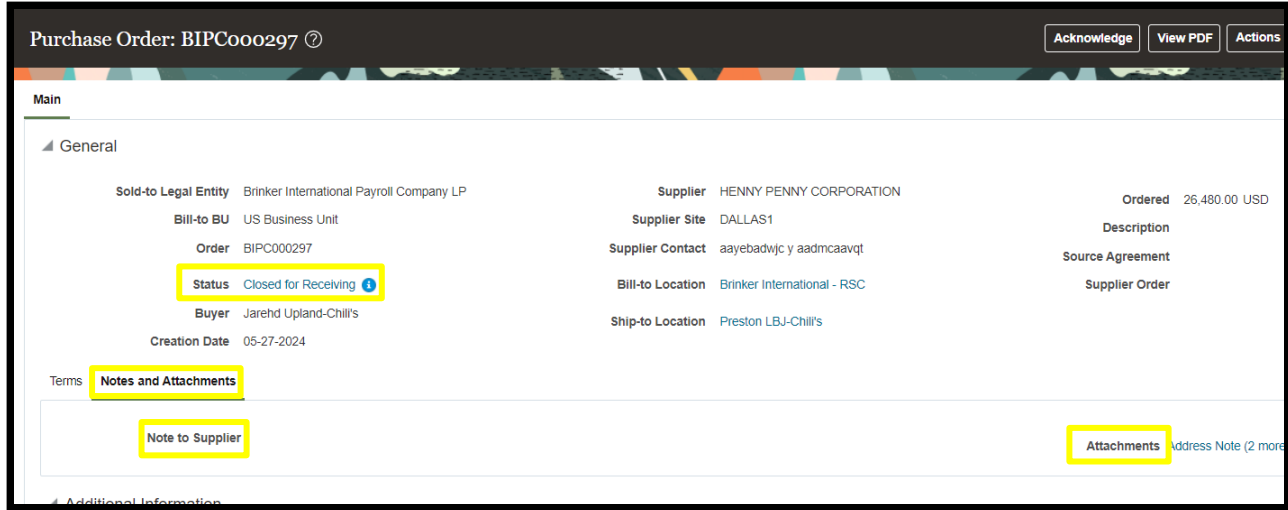 Purchase Order: BIPC000297
Acknowledge View PDF Actions
Main
General
Sold-to Legal Entity Brinker International Payroll Company LP
Bill-to BU US Business Unit
Order BIPC000297
Status Closed for Receiving
Buyer Jarehd Upland-Chili's
Creation Date 05-27-2024
Supplier HENNY PENNY CORPORATION
Supplier Site DALLAS1
Supplier Contact aayebadwjc y aadmcaavqt
Bill-to Location Brinker International - RSC
Ship-to Location Preston LBJ-Chili's
Ordered 26,480.00 USD
Description
Source Agreement
Supplier Order
Terms Notes and Attachments
Note to Supplier
Attachments Address Note (2 more
Additional Information